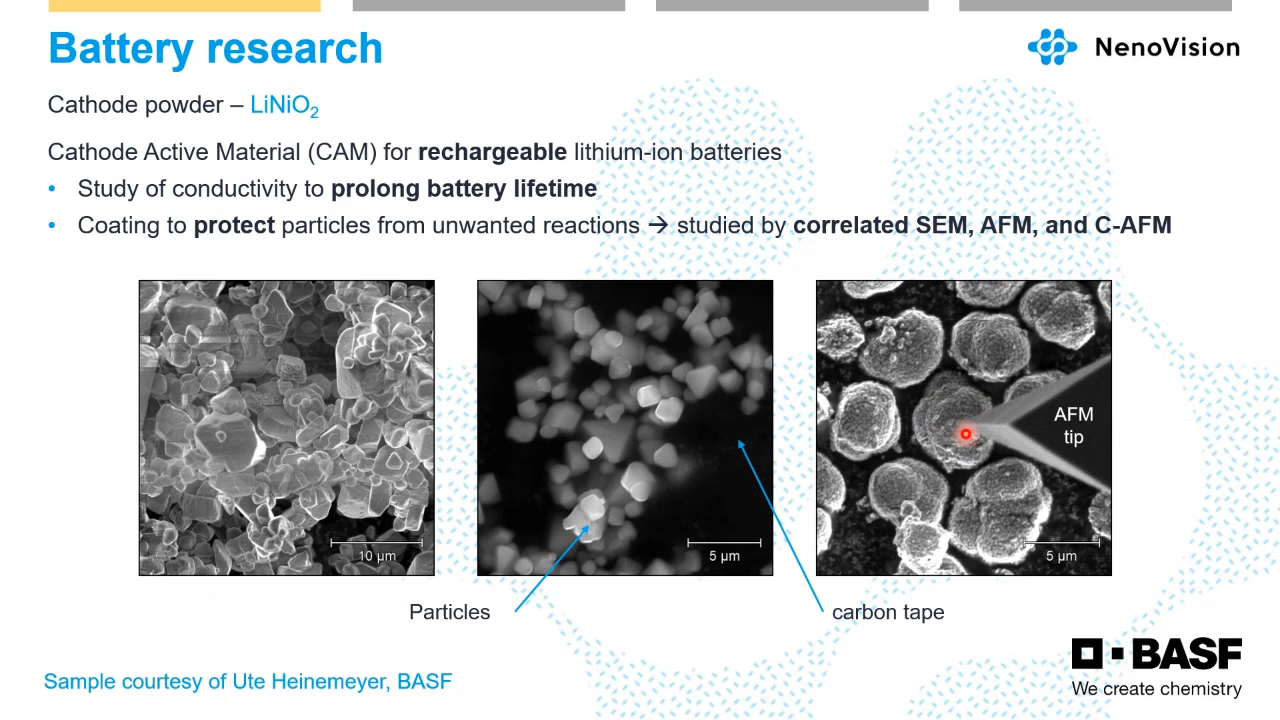 Battery research
NenoVision
Cathode powder – LiNiO₂
Cathode Active Material (CAM) for rechargeable lithium-ion batteries
• Study of conductivity to prolong battery lifetime
• Coating to protect particles from unwanted reactions → studied by correlated SEM, AFM, and C-AFM
10 µm
5 µm
AFM
tip
5 µm
Particles
carbon tape
Sample courtesy of Ute Heinemeyer, BASF
BASF
We create chemistry